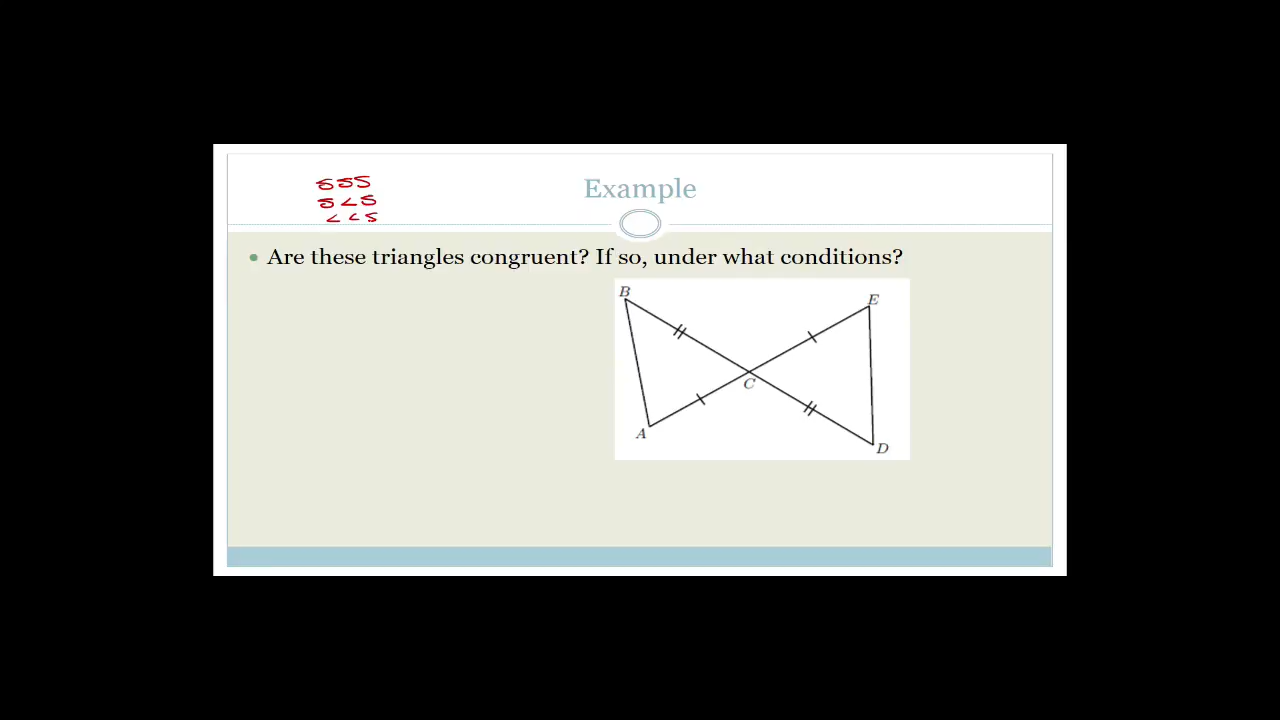 SSS
S<S
<<S
Example
• Are these triangles congruent? If so, under what conditions?
B
E
C
A
D